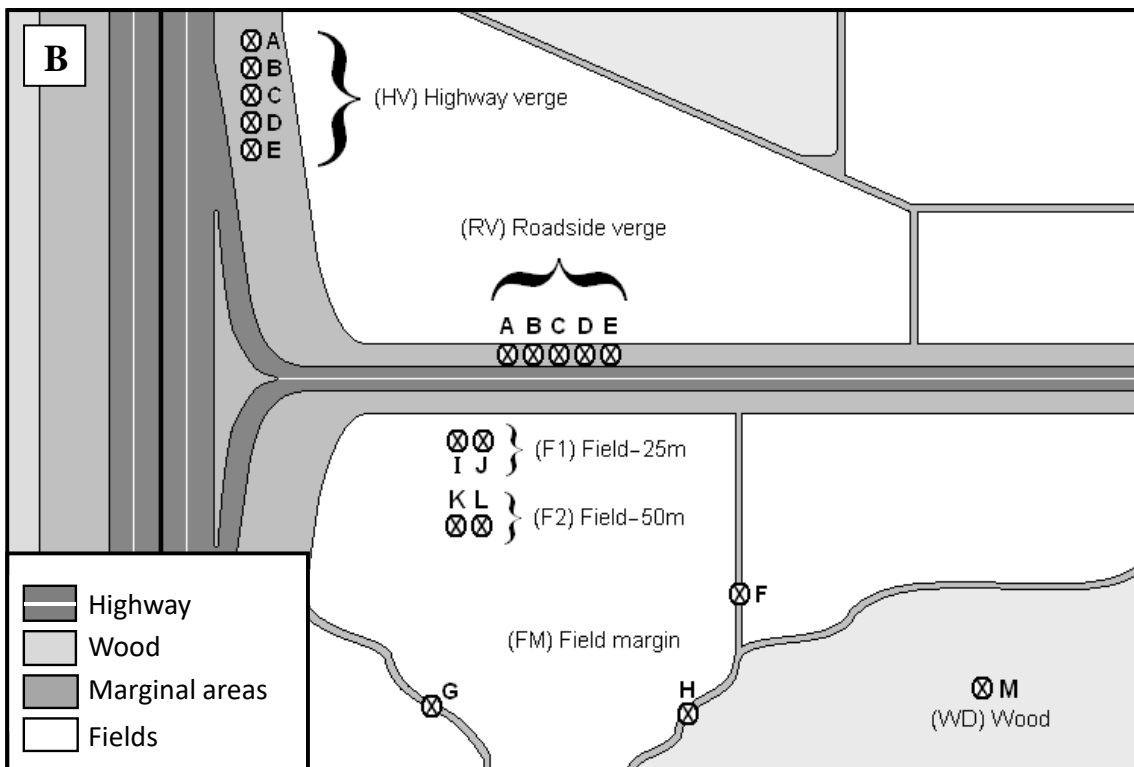 B
A
B
C
D
E
(HV) Highway verge
(RV) Roadside verge
A B C D E
I J
(F1) Field-25m
K L
(F2) Field-50m
F
(FM) Field margin
G
H
M
(WD) Wood
Highway
Wood
Marginal areas
Fields